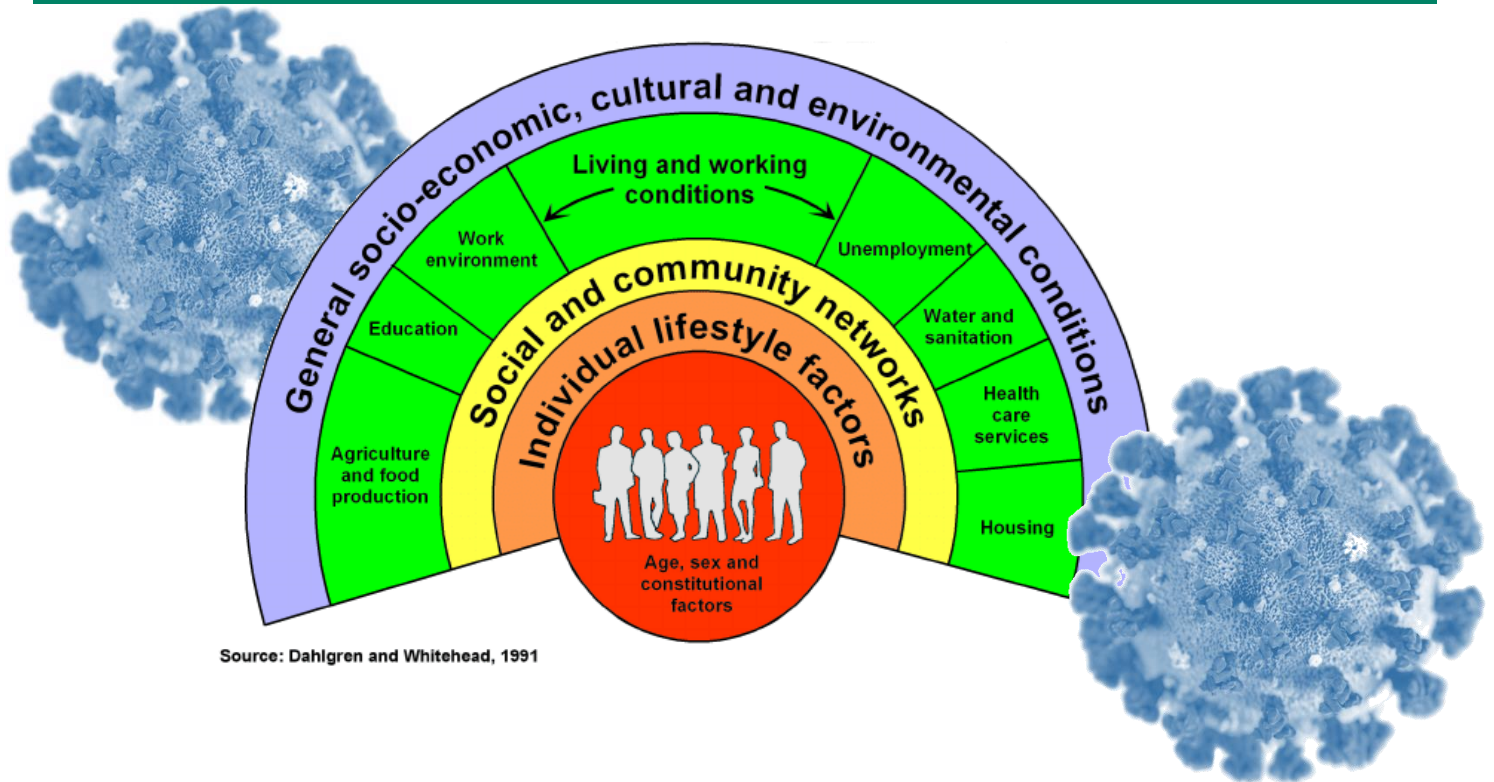 General socio-economic, cultural and environmental conditions
Living and working
conditions
Work
environment
Unemployment
Education
Water and
sanitation
Agriculture
and food
production
Health
care
services
Housing
Social and community networks
Individual lifestyle factors
Age, sex and
constitutional
factors
Source: Dahlgren and Whitehead, 1991